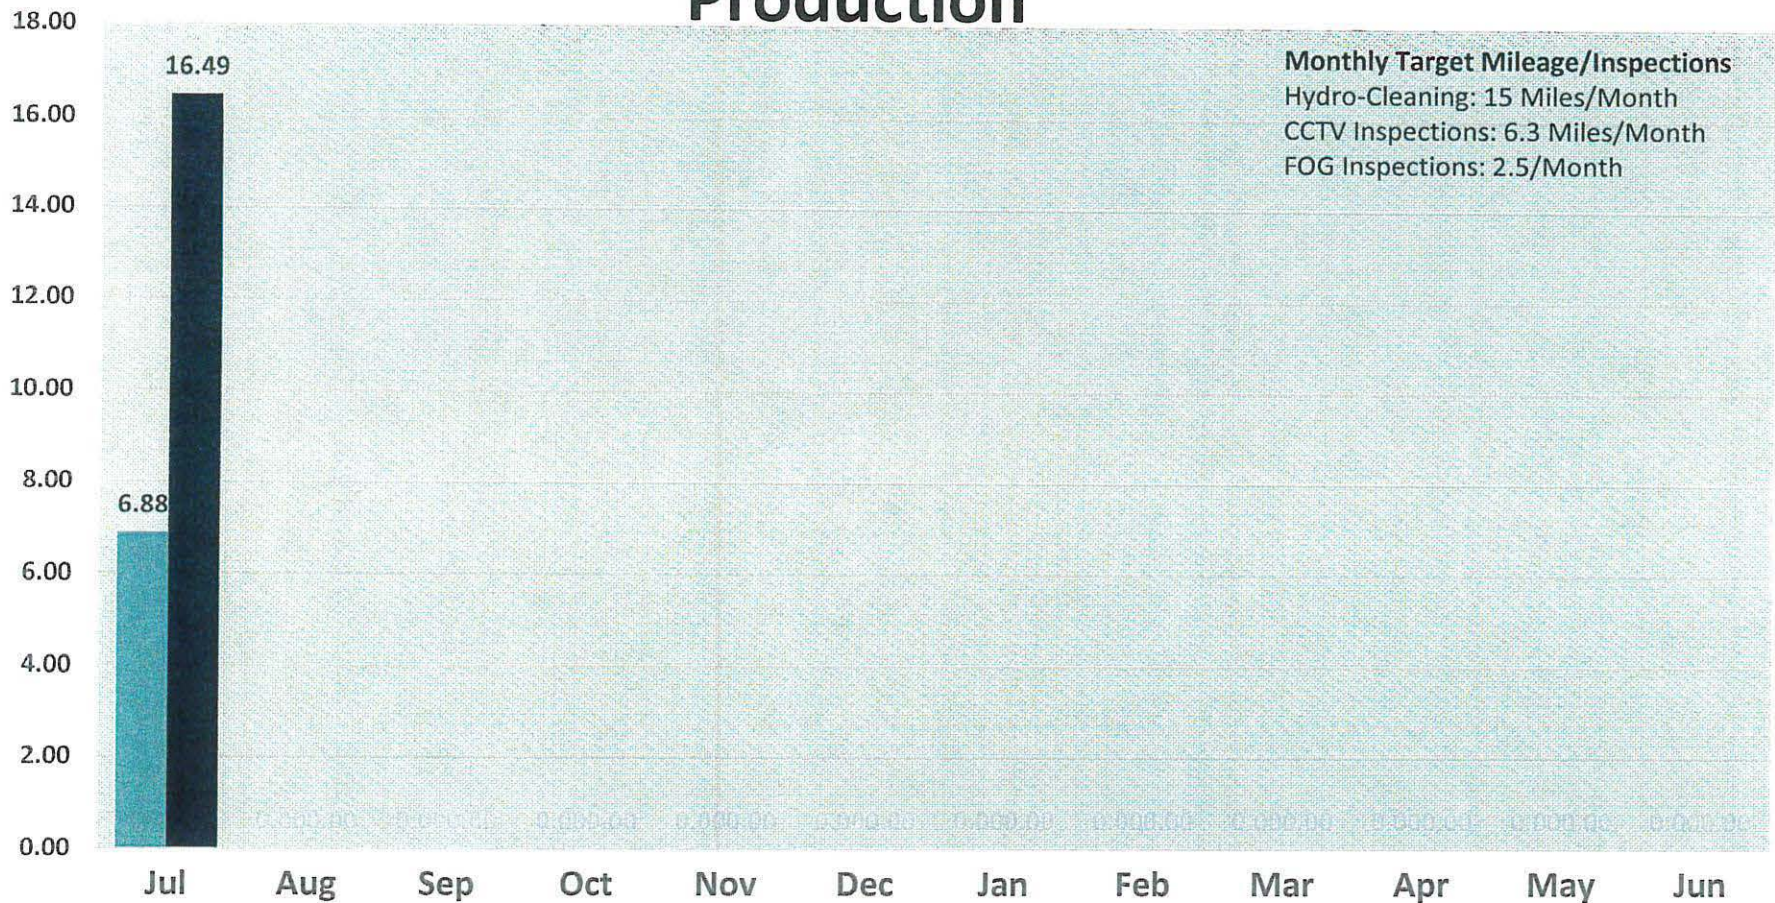 Production
18.00
16.49
Monthly Target Mileage/Inspections
Hydro-Cleaning: 15 Miles/Month
CCTV Inspections: 6.3 Miles/Month
FOG Inspections: 2.5/Month
16.00
14.00
12.00
10.00
8.00
6.88
6.00
4.00
2.00
0.00
Jul Aug Sep Oct Nov Dec Jan Feb Mar Apr May Jun